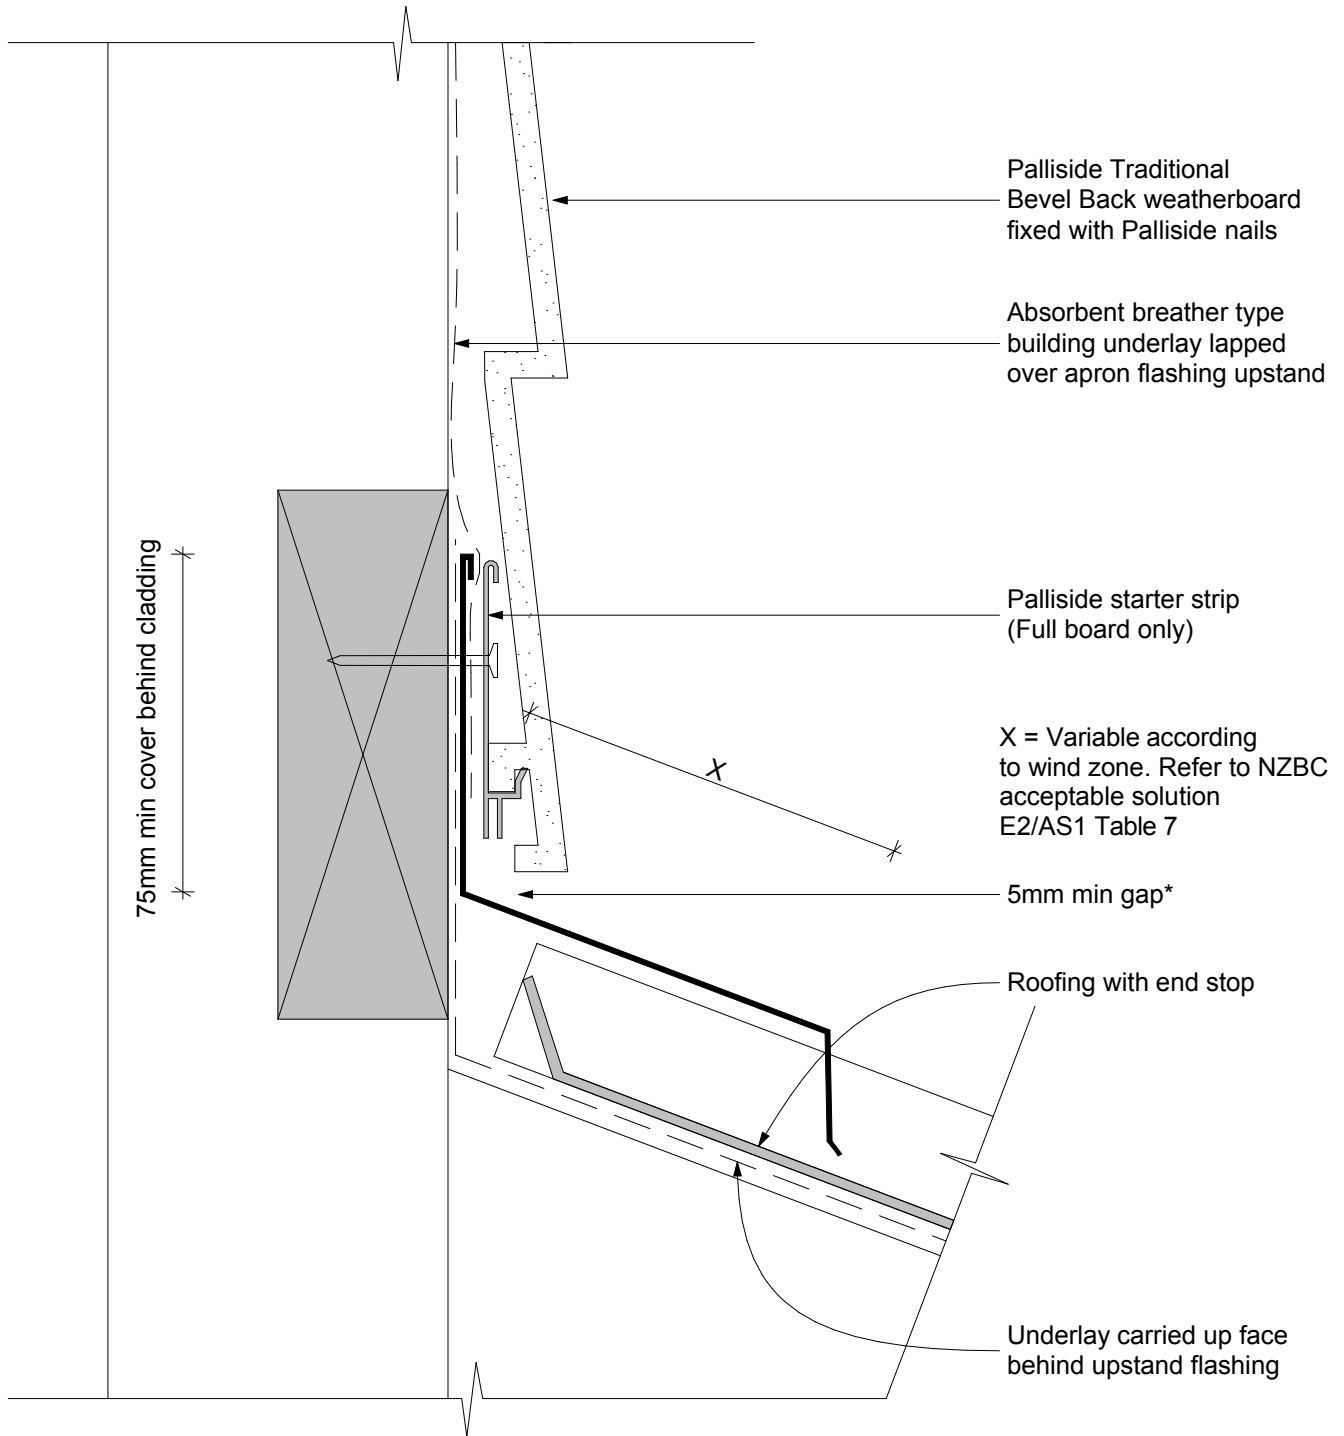 Palliside Traditional
Bevel Back weatherboard
fixed with Palliside nails
Absorbent breather type
building underlay lapped
over apron flashing upstand
75mm min cover behind cladding
Palliside starter strip
(Full board only)
X
X = Variable according
to wind zone. Refer to NZBC
acceptable solution
E2/AS1 Table 7
5mm min gap*
Roofing with end stop
Underlay carried up face
behind upstand flashing